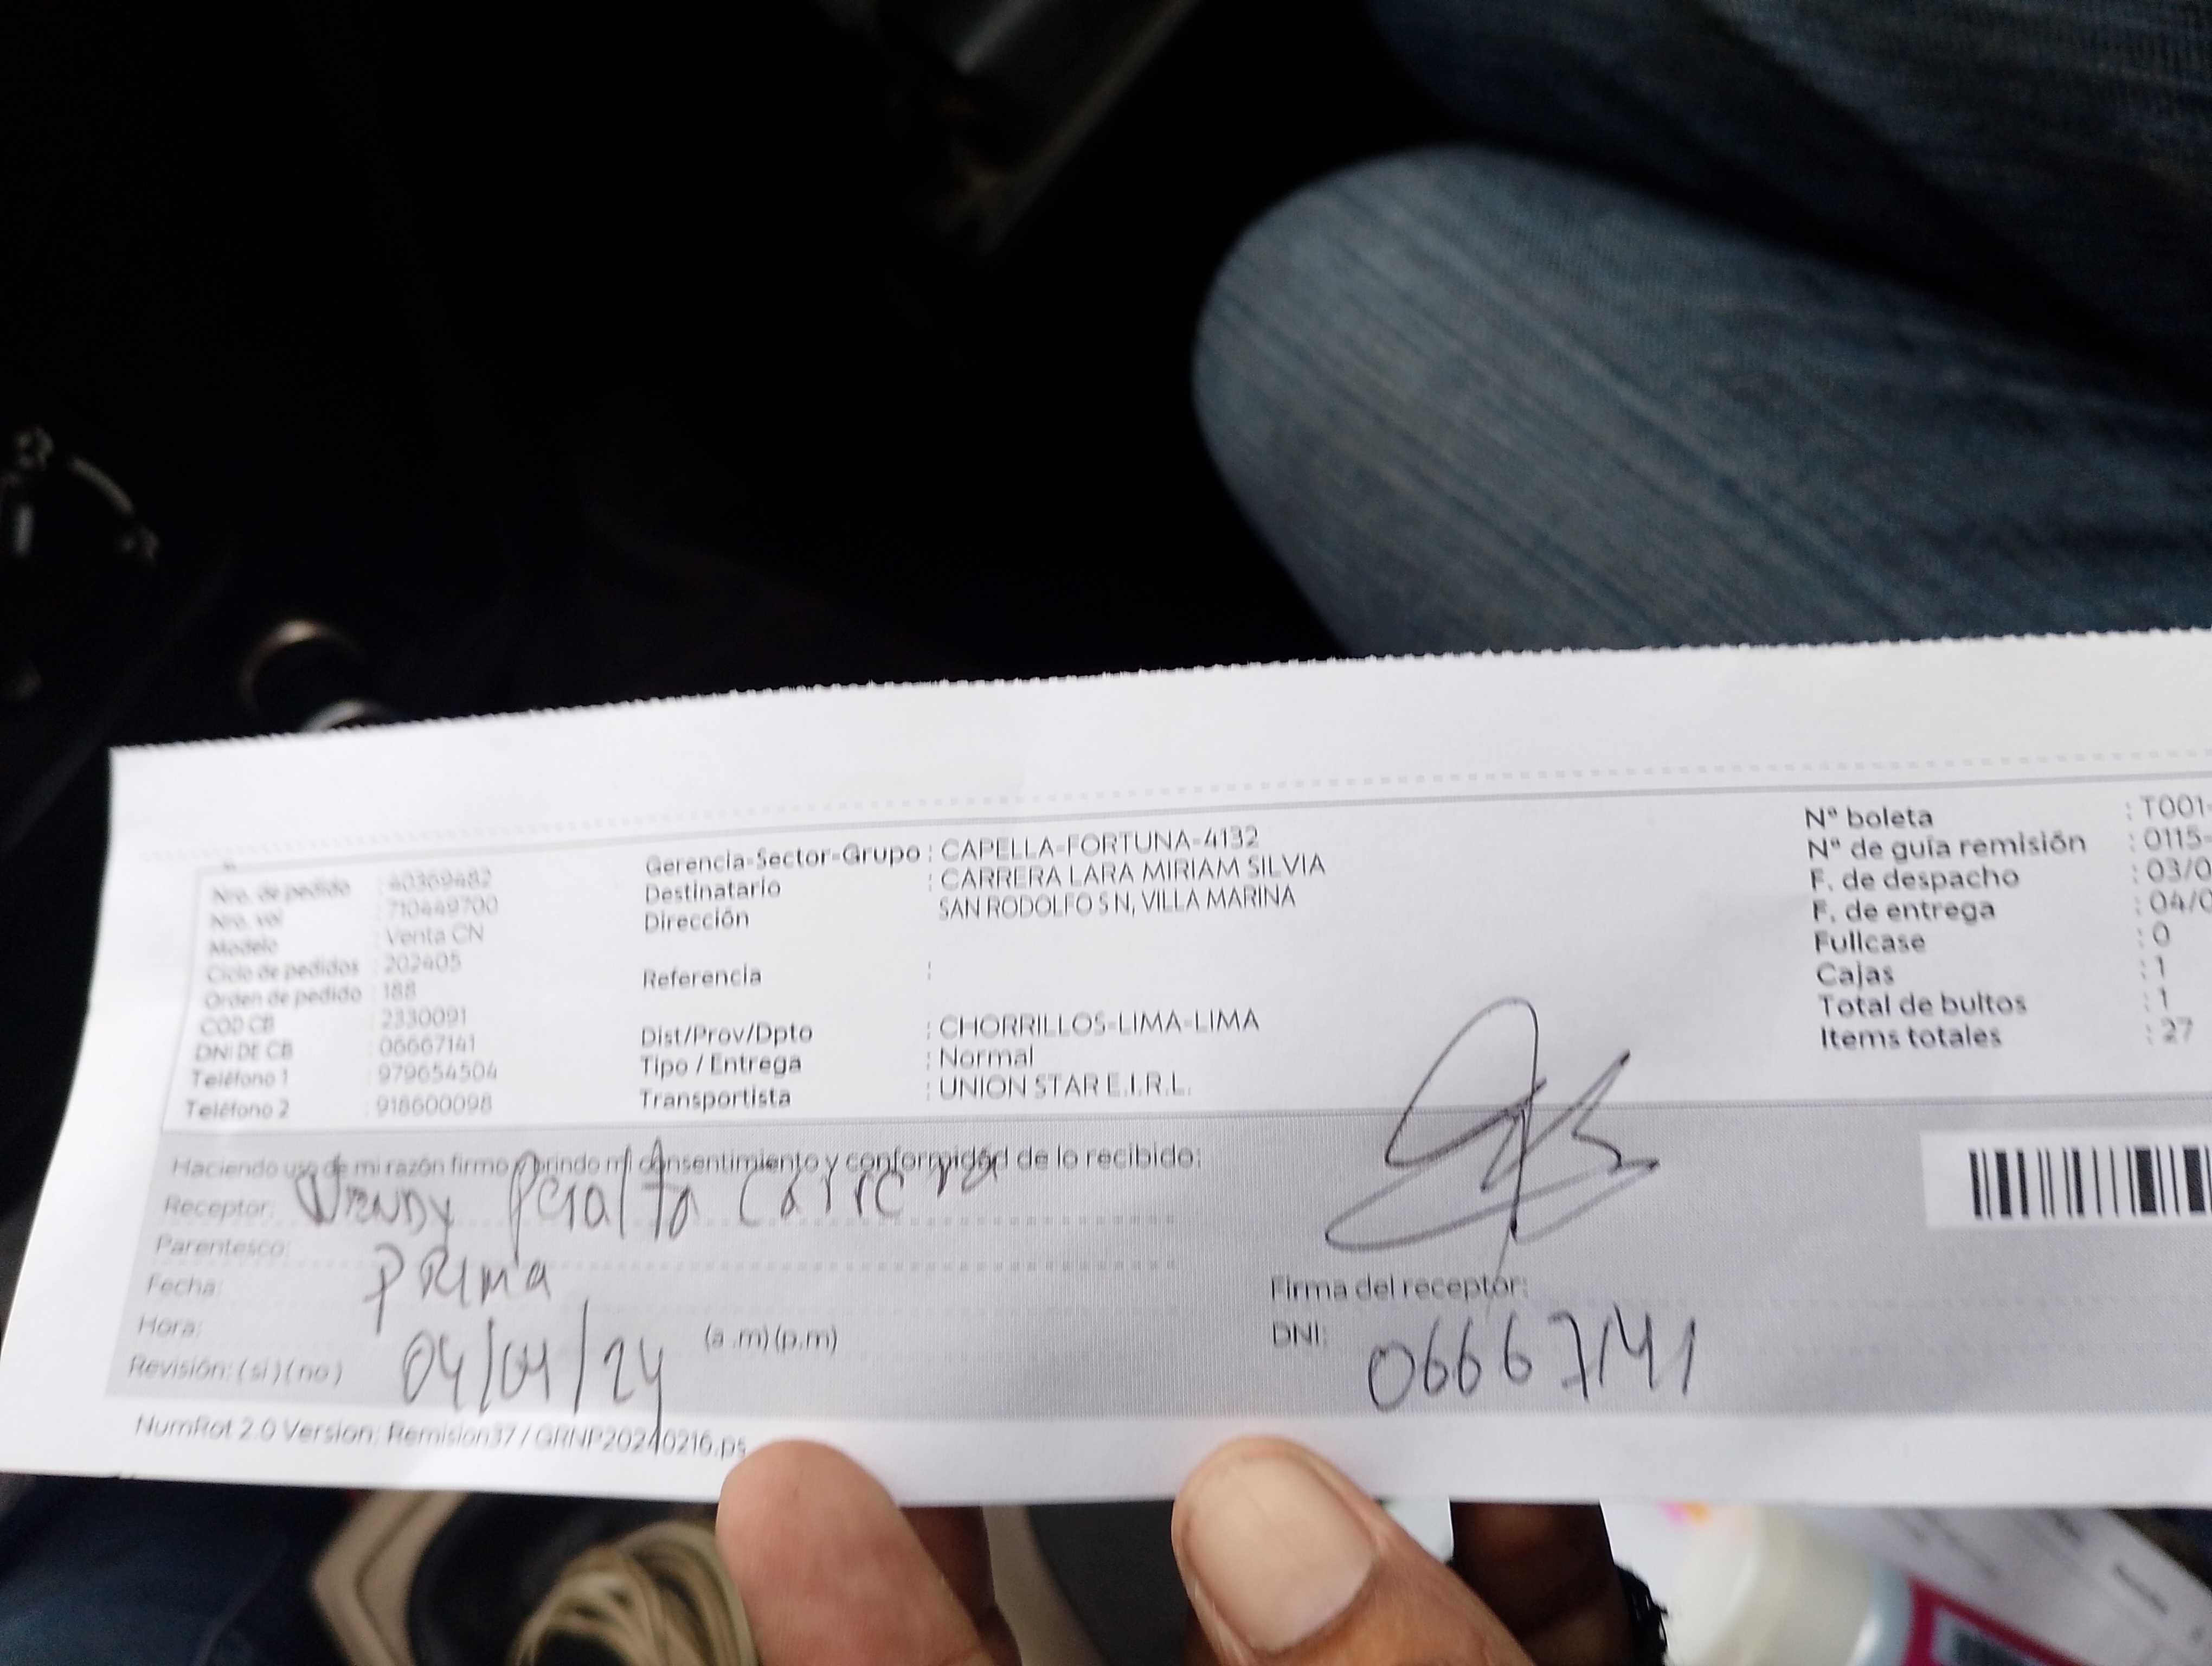 Nro. de pedido : 40369482
Nro. vol : 710449700
Modelo : Venta CN
Ciclo de pedidos : 202405
Orden de pedido : 188
COD CB : 2330091
DNI DE CB : 06667141
Teléfono 1 : 979654504
Teléfono 2 : 918600098
Gerencia-Sector-Grupo : CAPELLA-FORTUNA-4132
Destinatario : CARRERA LARA MIRIAM SILVIA
Dirección SAN RODOLFO S N, VILLA MARINA
Referencia :
Dist/Prov/Dpto : CHORRILLOS-LIMA-LIMA
Tipo / Entrega : Normal
Transportista : UNION STAR E.I.R.L.
Nº boleta : T001-
Nº de guía remisión : 0115-
F. de despacho : 03/0
F. de entrega : 04/0
Fullcase : 0
Cajas : 1
Total de bultos : 1
Items totales : 27
Haciendo uso de mi razón firmo brindo mi consentimiento y conformidad de lo recibido:
Receptor: Wendy Peralta Carrera
Parentesco: PRIMA
Fecha: 04/04/24
Hora: (a .m) (p.m)
Revisión: ( si ) ( no )
Firma del receptor:
DNI: 06667141
NumRot 2.0 Version: Remision37 / GRNP20240216.ps